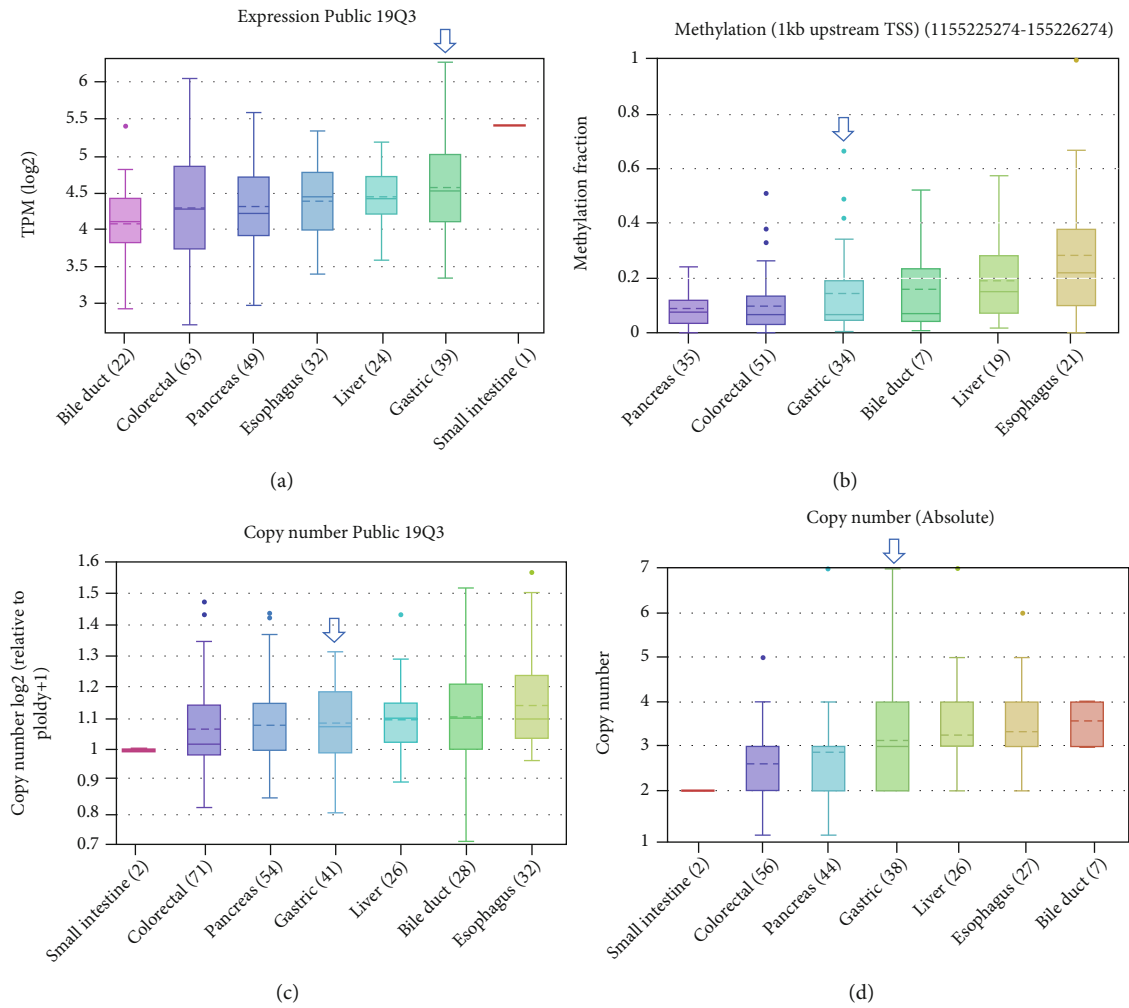 Expression Public 19Q3
TPM (log2)
6
5.5
5
4.5
4
3.5
3
Bile duct (22)
Colorectal (63)
Pancreas (49)
Esophagus (32)
Liver (24)
Gastric (39)
Small intestine (1)
(a)
Methylation (1kb upstream TSS) (1155225274-155226274)
Methylation fraction
1
0.8
0.6
0.4
0.2
0
Pancreas (35)
Colorectal (51)
Gastric (34)
Bile duct (7)
Liver (19)
Esophagus (21)
(b)
Copy number Public 19Q3
Copy number log2 (relative to
ploldy+1)
1.6
1.5
1.4
1.3
1.2
1.1
1
0.9
0.8
0.7
Small intestine (2)
Colorectal (71)
Pancreas (54)
Gastric (41)
Liver (26)
Bile duct (28)
Esophagus (32)
(c)
Copy number (Absolute)
Copy number
7
6
5
4
3
2
1
Small intestine (2)
Colorectal (56)
Pancreas (44)
Gastric (38)
Liver (26)
Esophagus (27)
Bile duct (7)
(d)